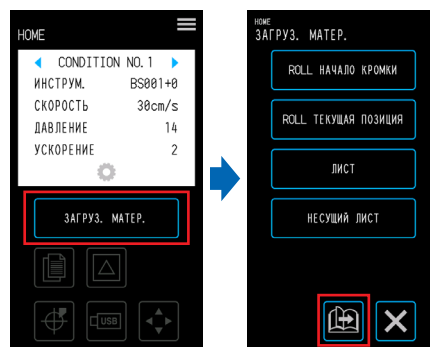 HOME
CONDITION NO.1
ИНСТРУМ. BS001+0
СКОРОСТЬ 30cm/s
ДАВЛЕНИЕ 14
УСКОРЕНИЕ 2
ЗАГРУЗ. МАТЕР.
USB
HOME
ЗАГРУЗ. МАТЕР.
ROLL НАЧАЛО КРОМКИ
ROLL ТЕКУЩАЯ ПОЗИЦИЯ
ЛИСТ
НЕСУЩИЙ ЛИСТ